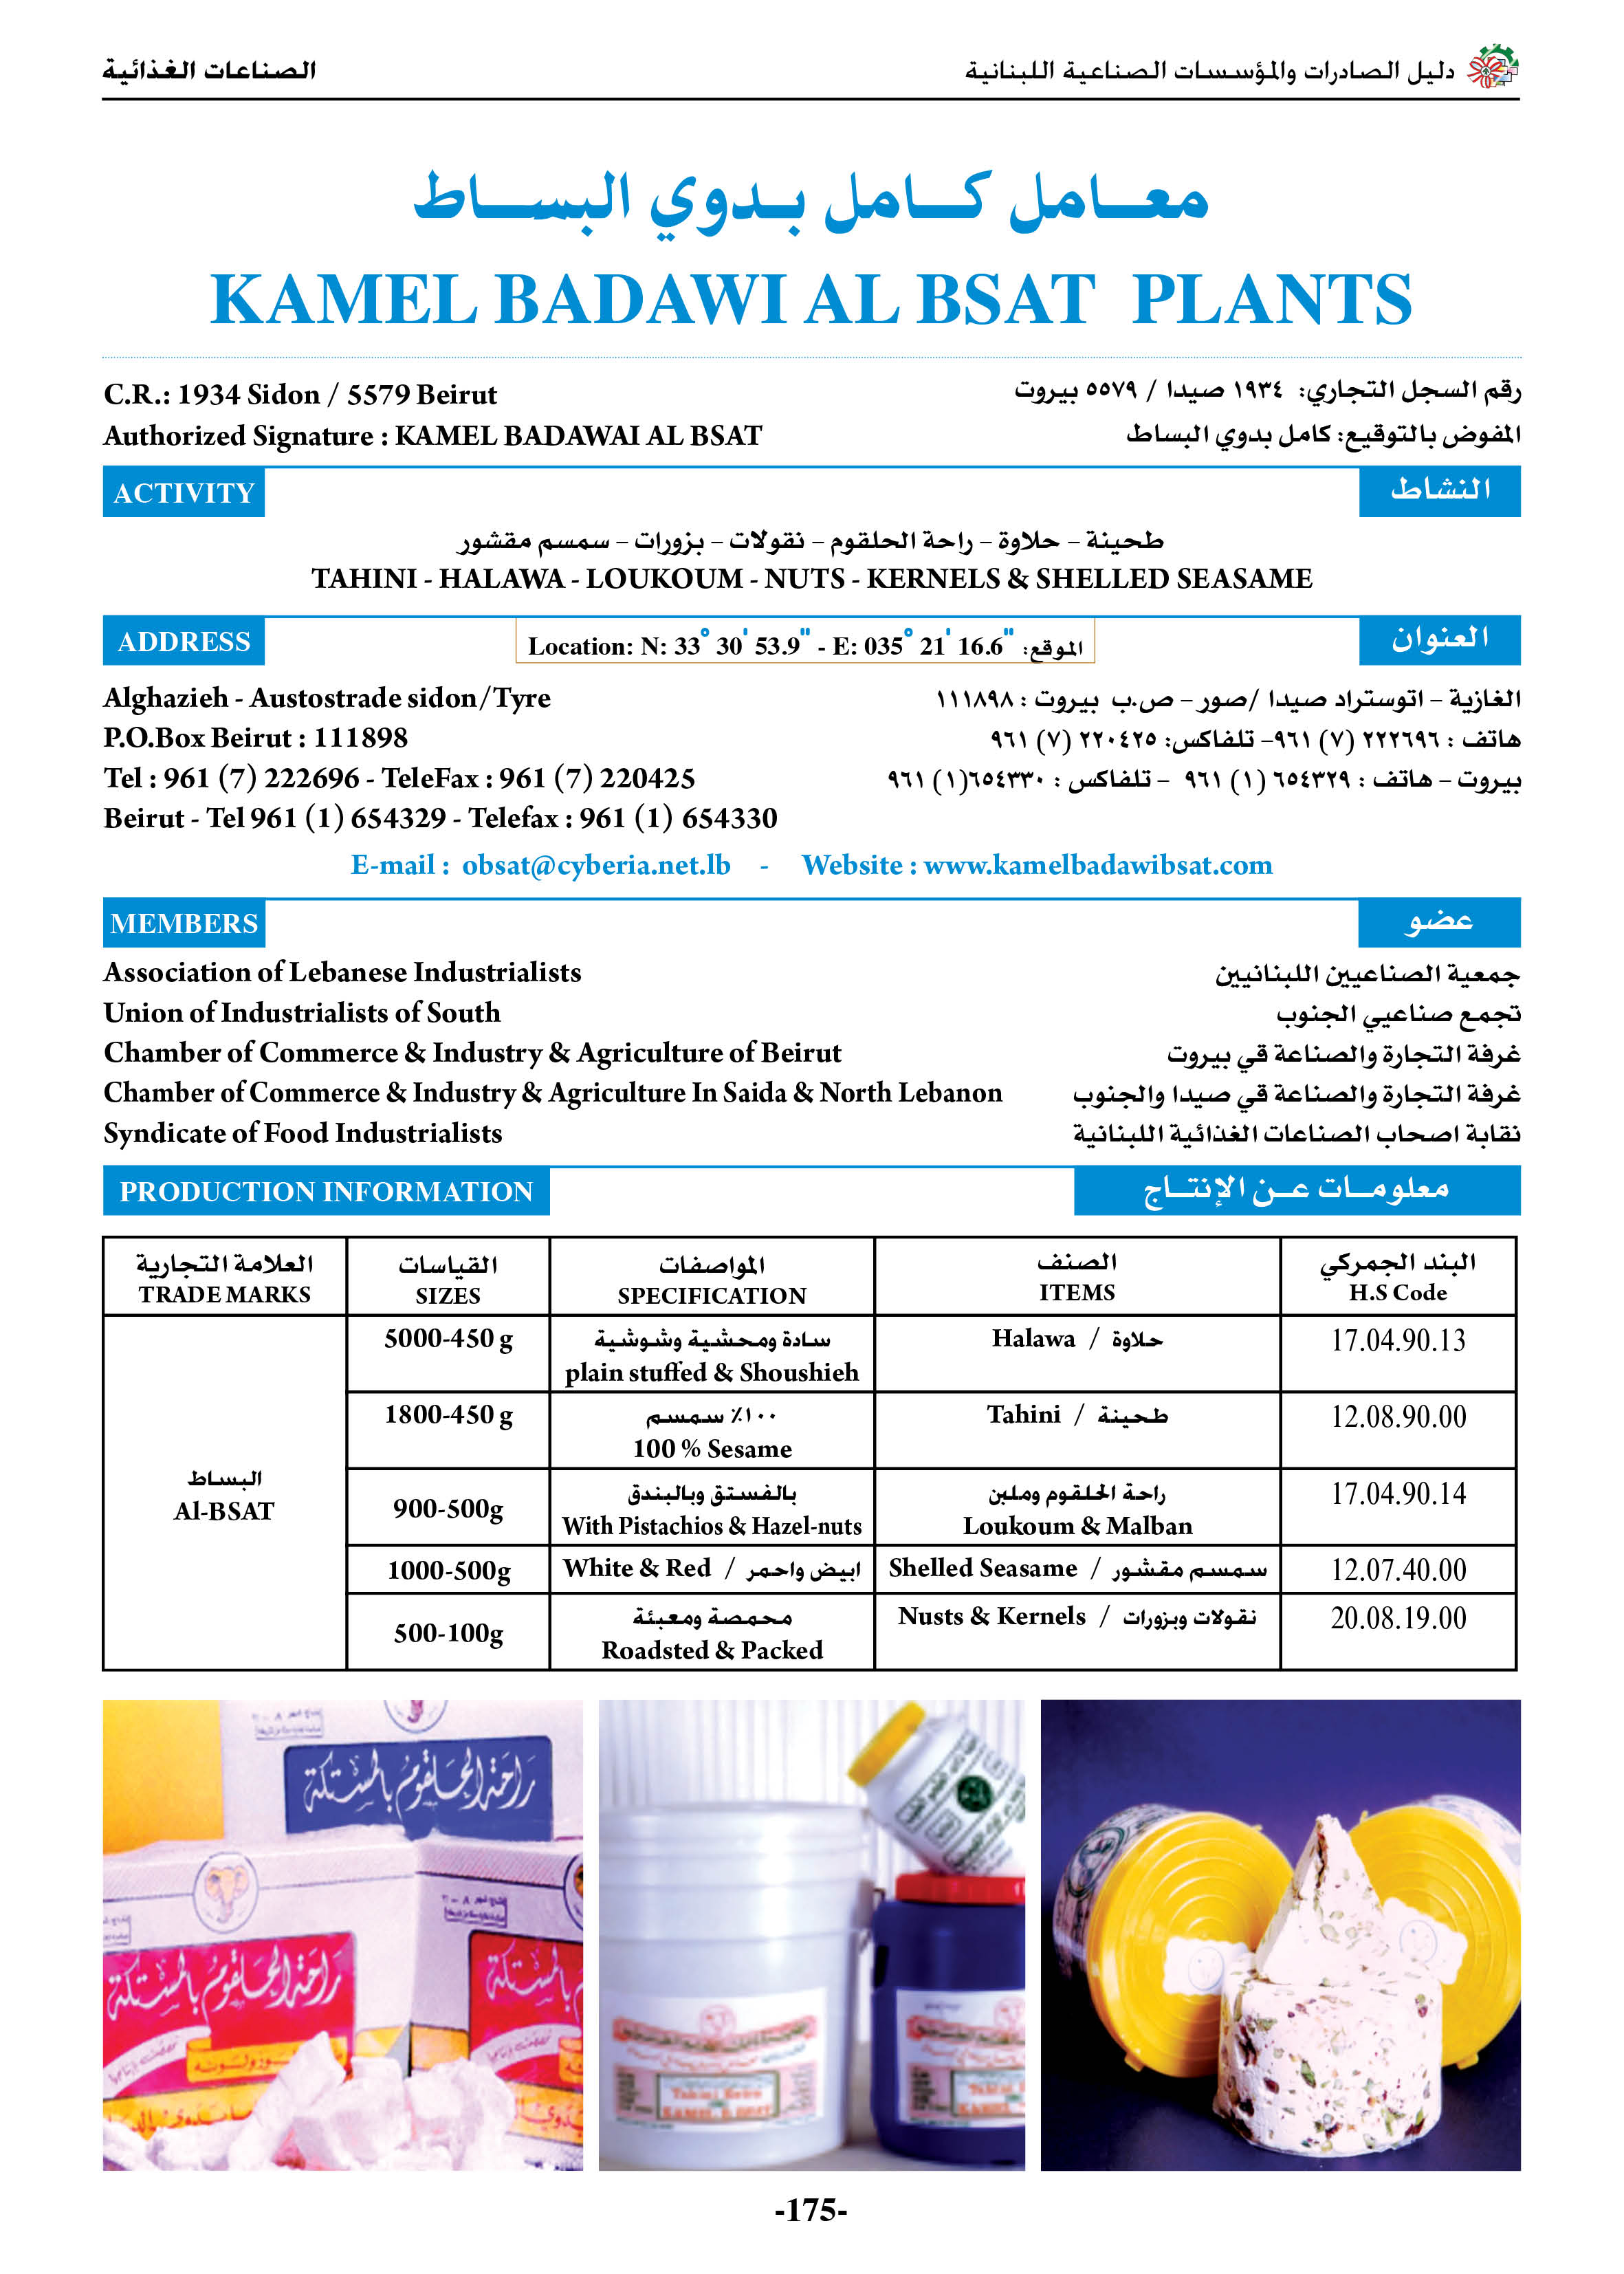 دليل الصادرات والمؤسسات الصناعية اللبنانية
الصناعات الغذائية
معامل كامل بدوي البساط
KAMEL BADAWI AL BSAT PLANTS
C.R.: 1934 Sidon / 5579 Beirut
رقم السجل التجاري: ١٩٣٤ صيدا / ٥٥٧٩ بيروت
Authorized Signature : KAMEL BADAWAI AL BSAT
المفوض بالتوقيع: كامل بدوي البساط
ACTIVITY
النشاط
طحينة – حلاوة – راحة الحلقوم – نقولات – بزورات – سمسم مقشور
TAHINI - HALAWA - LOUKOUM - NUTS - KERNELS & SHELLED SEASAME
ADDRESS
Location: N: 33° 30' 53.9" - E: 035° 21' 16.6" الموقع:
العنوان
Alghazieh - Austostrade sidon/Tyre
P.O.Box Beirut : 111898
Tel : 961 (7) 222696 - TeleFax : 961 (7) 220425
Beirut - Tel 961 (1) 654329 - Telefax : 961 (1) 654330
الغازية – اتوستراد صيدا /صور – ص.ب بيروت : ١١١٨٩٨
هاتف : ٢٢٢٦٩٦ (٧) ٩٦١– تلفاكس: ٢٢٠٤٢٥ (٧) ٩٦١
بيروت – هاتف : ٦٥٤٣٢٩ (١) ٩٦١ – تلفاكس : ٦٥٤٣٣٠(١) ٩٦١
E-mail : obsat@cyberia.net.lb - Website : www.kamelbadawibsat.com
MEMBERS
عضو
Association of Lebanese Industrialists
Union of Industrialists of South
Chamber of Commerce & Industry & Agriculture of Beirut
Chamber of Commerce & Industry & Agriculture In Saida & North Lebanon
Syndicate of Food Industrialists
جمعية الصناعيين اللبنانيين
تجمع صناعيي الجنوب
غرفة التجارة والصناعة في بيروت
غرفة التجارة والصناعة في صيدا والجنوب
نقابة اصحاب الصناعات الغذائية اللبنانية
PRODUCTION INFORMATION
معلومات عن الإنتاج
العلامة التجارية
TRADE MARKS
القياسات
SIZES
المواصفات
SPECIFICATION
الصنف
ITEMS
البند الجمركي
H.S Code
البساط
Al-BSAT
5000-450 g
سادة ومحشية وشوشية
plain stuffed & Shoushieh
Halawa / حلاوة
17.04.90.13
1800-450 g
١٠٠٪ سمسم
100 % Sesame
Tahini / طحينة
12.08.90.00
900-500g
بالفستق وبالبندق
With Pistachios & Hazel-nuts
راحة الحلقوم وملبن
Loukoum & Malban
17.04.90.14
1000-500g
White & Red / ابيض واحمر
Shelled Seasame / سمسم مقشور
12.07.40.00
500-100g
محمصة ومعبئة
Roadsted & Packed
Nusts & Kernels / نقولات وبزورات
20.08.19.00
راحة الحلقوم بالمستكة
راحة الحلقوم بالمستكة
بالمستكة
-175-